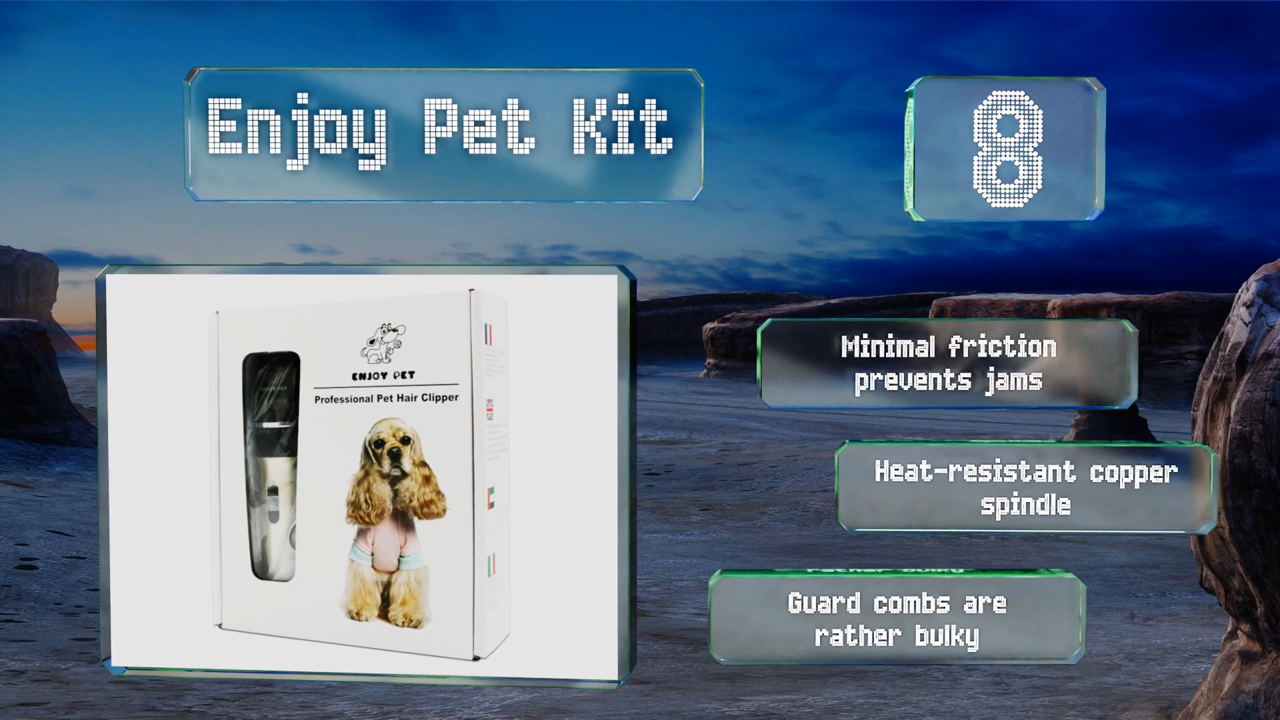 Enjoy Pet Kit
8
ENJOY PET
Professional Pet Hair Clipper
Minimal friction
prevents jams
Heat-resistant copper
spindle
Guard combs are
rather bulky